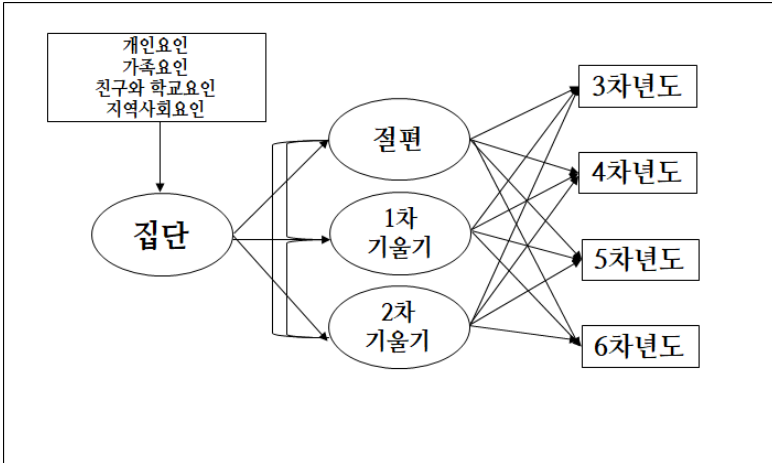 개인요인
가족요인
친구와 학교요인
지역사회요인
집단
절편
1차
기울기
2차
기울기
3차년도
4차년도
5차년도
6차년도